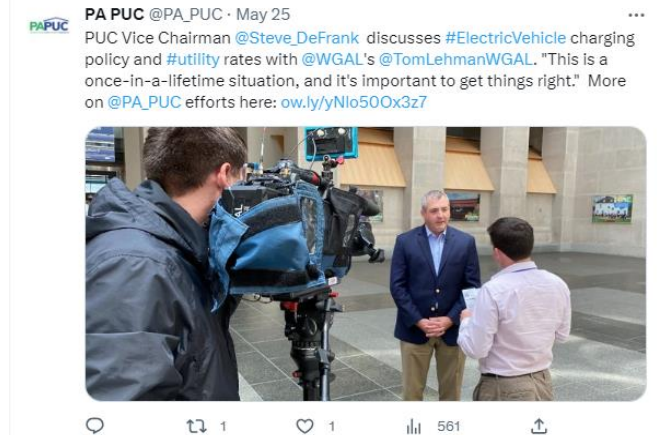 PAPUC
PA PUC @PA_PUC · May 25
PUC Vice Chairman @Steve_DeFrank discusses #ElectricVehicle charging
policy and #utility rates with @WGAL's @TomLehmanWGAL. "This is a
once-in-a-lifetime situation, and it's important to get things right." More
on @PA_PUC efforts here: ow.ly/yNlo50Ox3z7
1
1
561